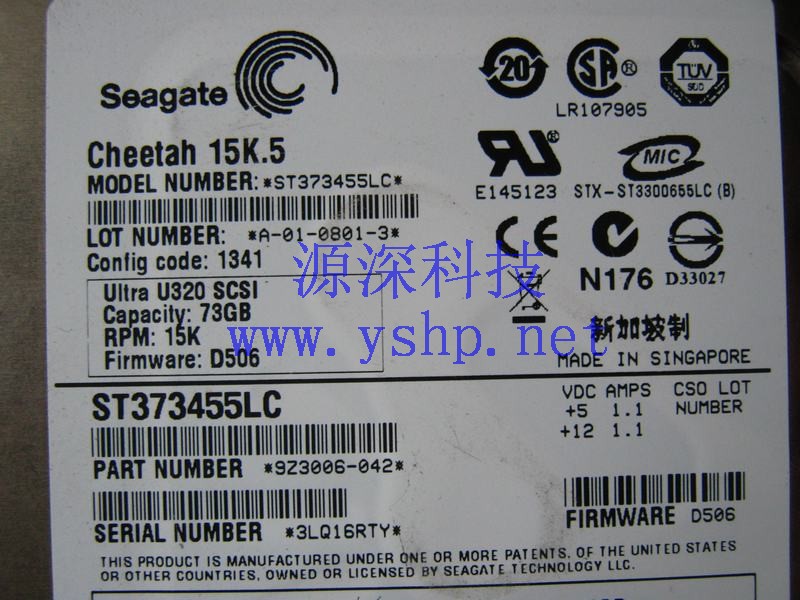 Seagate
20
SA®
TÜV
LR107905
Cheetah 15K.5
MODEL NUMBER: *ST373455LC*
MIC
E145123 STX-ST3300655LC (B)
LOT NUMBER: *A-01-0801-3*
Config code: 1341
CE
N176 D33027
源深科技
www.yshp.net
Ultra U320 SCSI
Capacity: 73GB
RPM: 15K
Firmware: D506
新加坡制
MADE IN SINGAPORE
ST373455LC
VDC AMPS CSO LOT
+5 1.1 NUMBER
+12 1.1
PART NUMBER *9Z3006-042*
SERIAL NUMBER *3LQ16RTY*
FIRMWARE D506
THIS PRODUCT IS MANUFACTURED UNDER ONE OR MORE PATENTS, OF THE UNITED STATES
OR OTHER COUNTRIES, OWNED OR LICENSED BY SEAGATE TECHNOLOGY LLC.